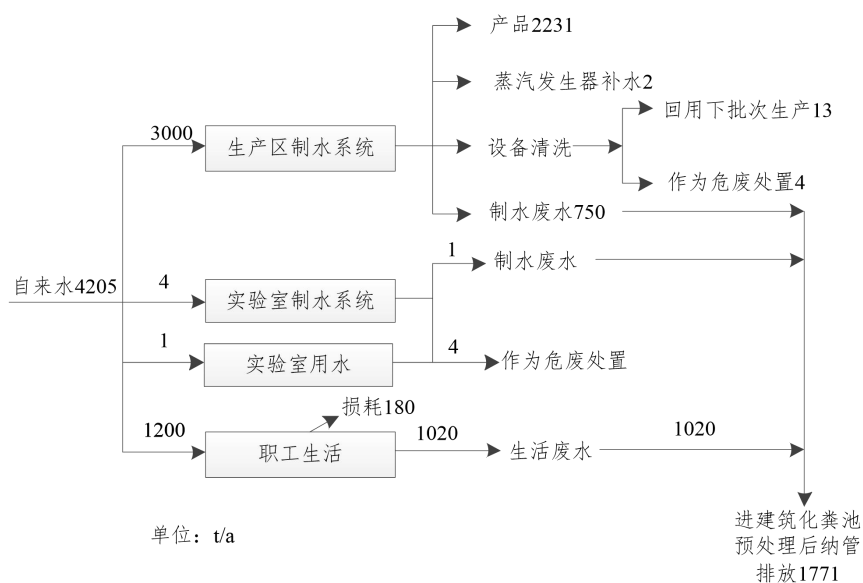 产品2231
蒸汽发生器补水2
3000
生产区制水系统
设备清洗
回用下批次生产13
作为危废处置4
制水废水750
自来水4205
4
实验室制水系统
1
制水废水
1
实验室用水
4
作为危废处置
损耗180
1200
职工生活
1020
生活废水
1020
单位：t/a
进建筑化粪池
预处理后纳管
排放1771